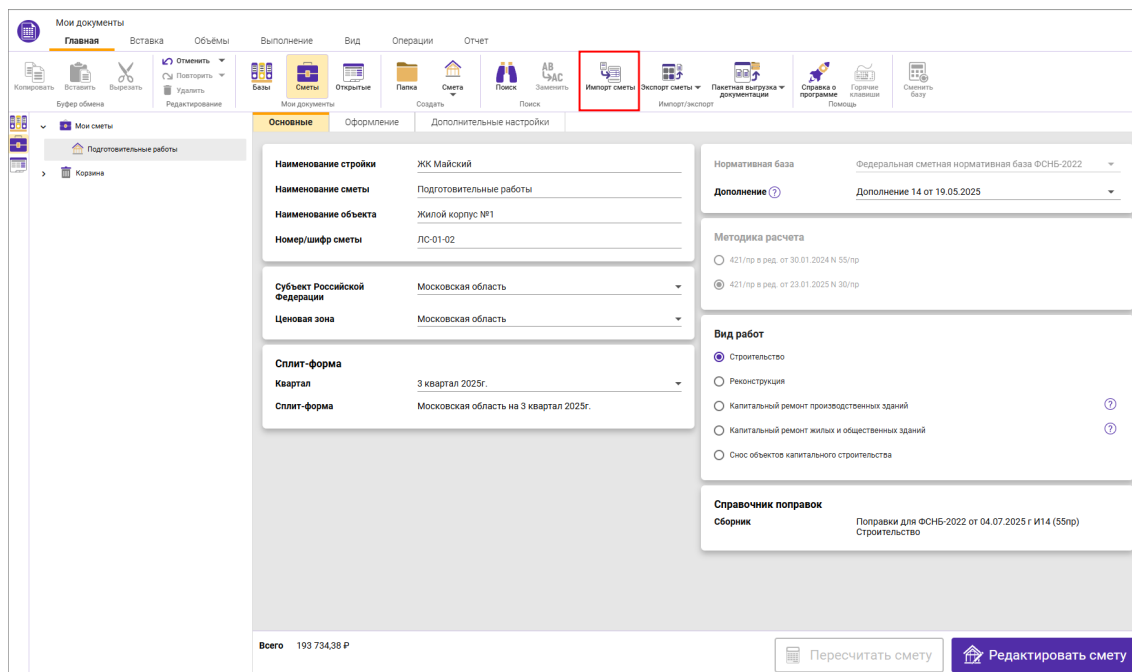 Мои документы
Главная Вставка Объёмы Выполнение Вид Операции Отчет
Копировать Вставить Вырезать
Буфер обмена
Отменить
Повторить
Удалить
Редактирование
Базы Сметы Открытые
Мои документы
Папка Смета
Создать
Поиск Заменить
AB
AC
Поиск
Импорт сметы Экспорт сметы Пакетная выгрузка документации
Импорт/экспорт
Справка о программе Горячие клавиши
Помощь
Сменить базу
Мои сметы
Подготовительные работы
Корзина
Основные Оформление Дополнительные настройки
Наименование стройки ЖК Майский
Наименование сметы Подготовительные работы
Наименование объекта Жилой корпус №1
Номер/шифр сметы ЛС-01-02
Субъект Российской Московская область
Федерации
Ценовая зона Московская область
Сплит-форма
Квартал 3 квартал 2025г.
Сплит-форма Московская область на 3 квартал 2025г.
Нормативная база Федеральная сметная нормативная база ФСНБ-2022
Дополнение ? Дополнение 14 от 19.05.2025
Методика расчета
421/пр в ред. от 30.01.2024 N 55/пр
421/пр в ред. от 23.01.2025 N 30/пр
Вид работ
Строительство
Реконструкция
Капитальный ремонт производственных зданий ?
Капитальный ремонт жилых и общественных зданий ?
Снос объектов капитального строительства
Справочник поправок
Сборник Поправки для ФСНБ-2022 от 04.07.2025 г И14 (55пр)
Строительство
Всего 193 734,38 ₽
Пересчитать смету Редактировать смету